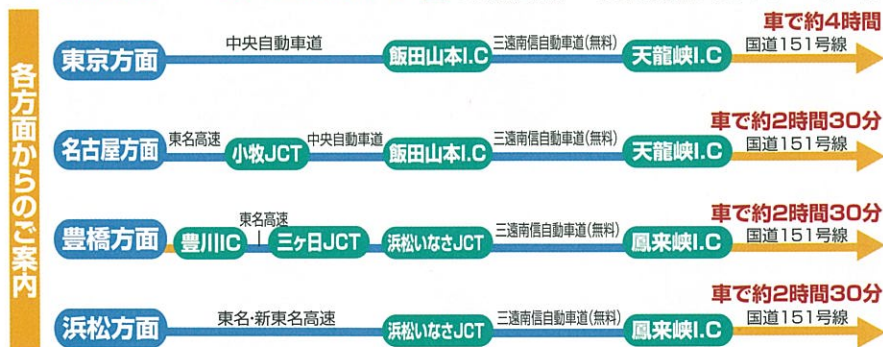 各方面からのご案内
東京方面 中央自動車道 飯田山本I.C 三遠南信自動車道(無料) 天龍峡I.C 車で約4時間 国道151号線
名古屋方面 東名高速 小牧JCT 中央自動車道 飯田山本I.C 三遠南信自動車道(無料) 天龍峡I.C 車で約2時間30分 国道151号線
豊橋方面 豊川IC 東名高速 三ヶ日JCT 浜松いなさJCT 三遠南信自動車道(無料) 鳳来峡I.C 車で約2時間30分 国道151号線
浜松方面 東名・新東名高速 浜松いなさJCT 三遠南信自動車道(無料) 鳳来峡I.C 車で約2時間30分 国道151号線